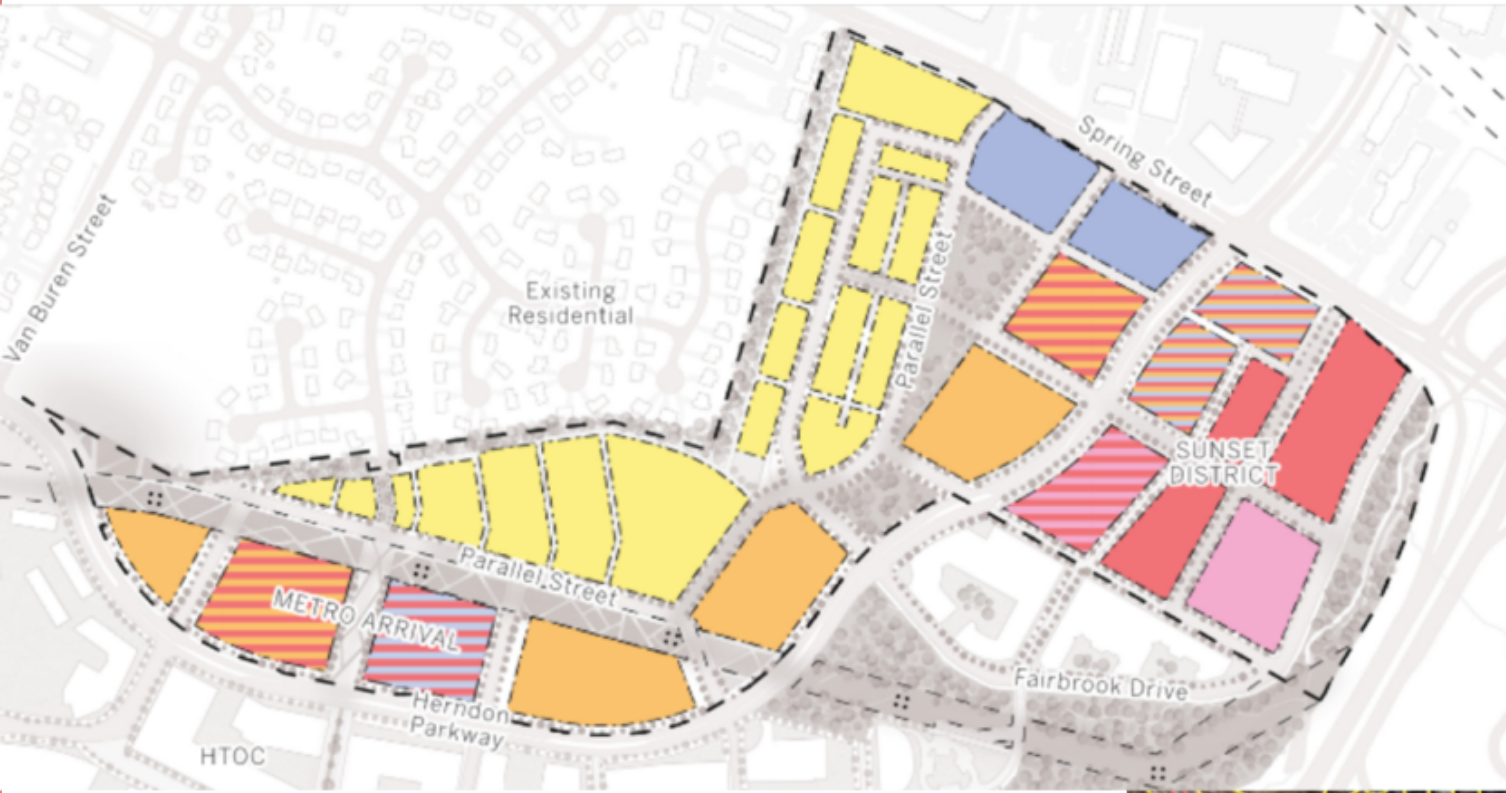 Spring Street
Van Buren Street
Existing
Residential
Parallel Street
SUNSET
DISTRICT
Parallel Street
METRO ARRIVAL
Fairbrook Drive
Herndon
Parkway
HTOC